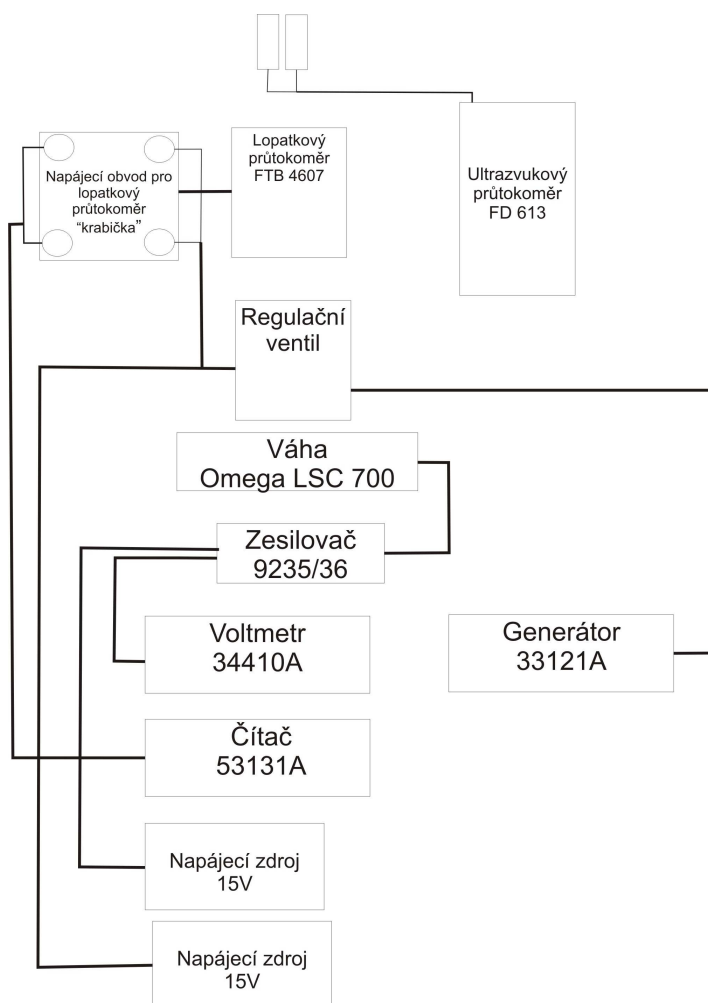 Napájecí obvod pro
lopatkový
průtokoměr
“krabička”
Lopatkový
průtokoměr
FTB 4607
Ultrazvukový
průtokoměr
FD 613
Regulační
ventil
Váha
Omega LSC 700
Zesilovač
9235/36
Voltmetr
34410A
Generátor
33121A
Čítač
53131A
Napájecí zdroj
15V
Napájecí zdroj
15V